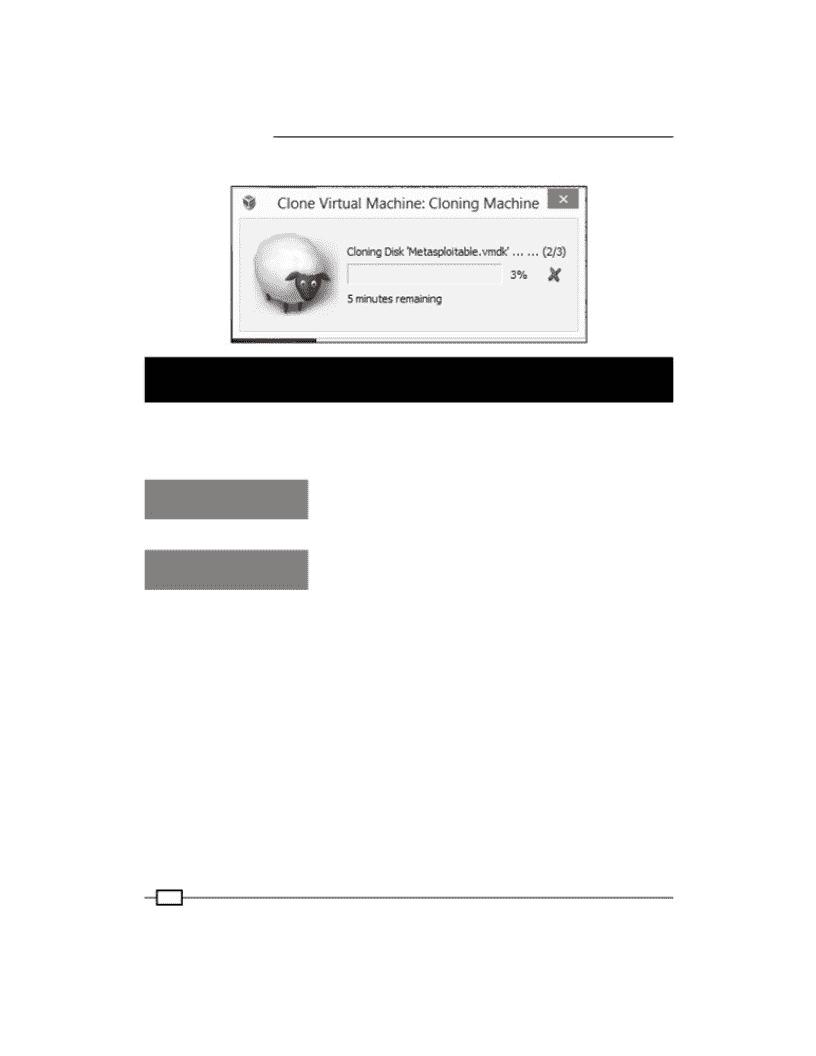 Clone Virtual Machine: Cloning Machine
Cloning Disk 'Metasploitable.vmdk' ... ... (2/3)
3%
5 minutes remaining